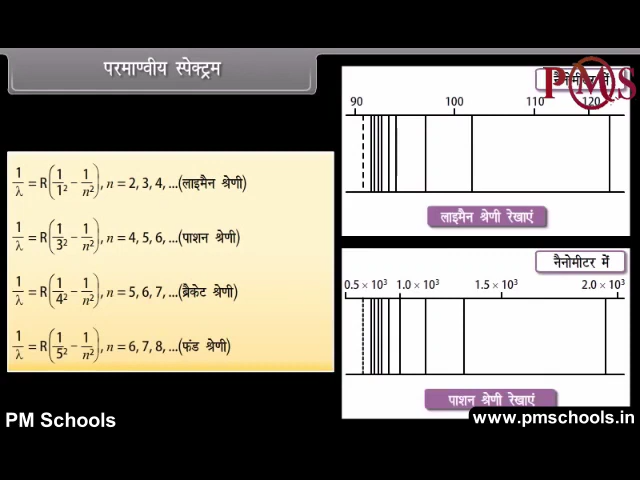 परमाण्वीय स्पेक्ट्रम
1/λ = R(1/1² - 1/n²), n = 2, 3, 4, ...(लाइमैन श्रेणी)
1/λ = R(1/3² - 1/n²), n = 4, 5, 6, ...(पाशन श्रेणी)
1/λ = R(1/4² - 1/n²), n = 5, 6, 7, ...(ब्रैकेट श्रेणी)
1/λ = R(1/5² - 1/n²), n = 6, 7, 8, ...(फंड श्रेणी)
नैनोमीटर में
PMS
90 100 110 120
लाइमैन श्रेणी रेखाएं
नैनोमीटर में
0.5 × 10³ 1.0 × 10³ 1.5 × 10³ 2.0 × 10³
पाशन श्रेणी रेखाएं
PM Schools
www.pmschools.in